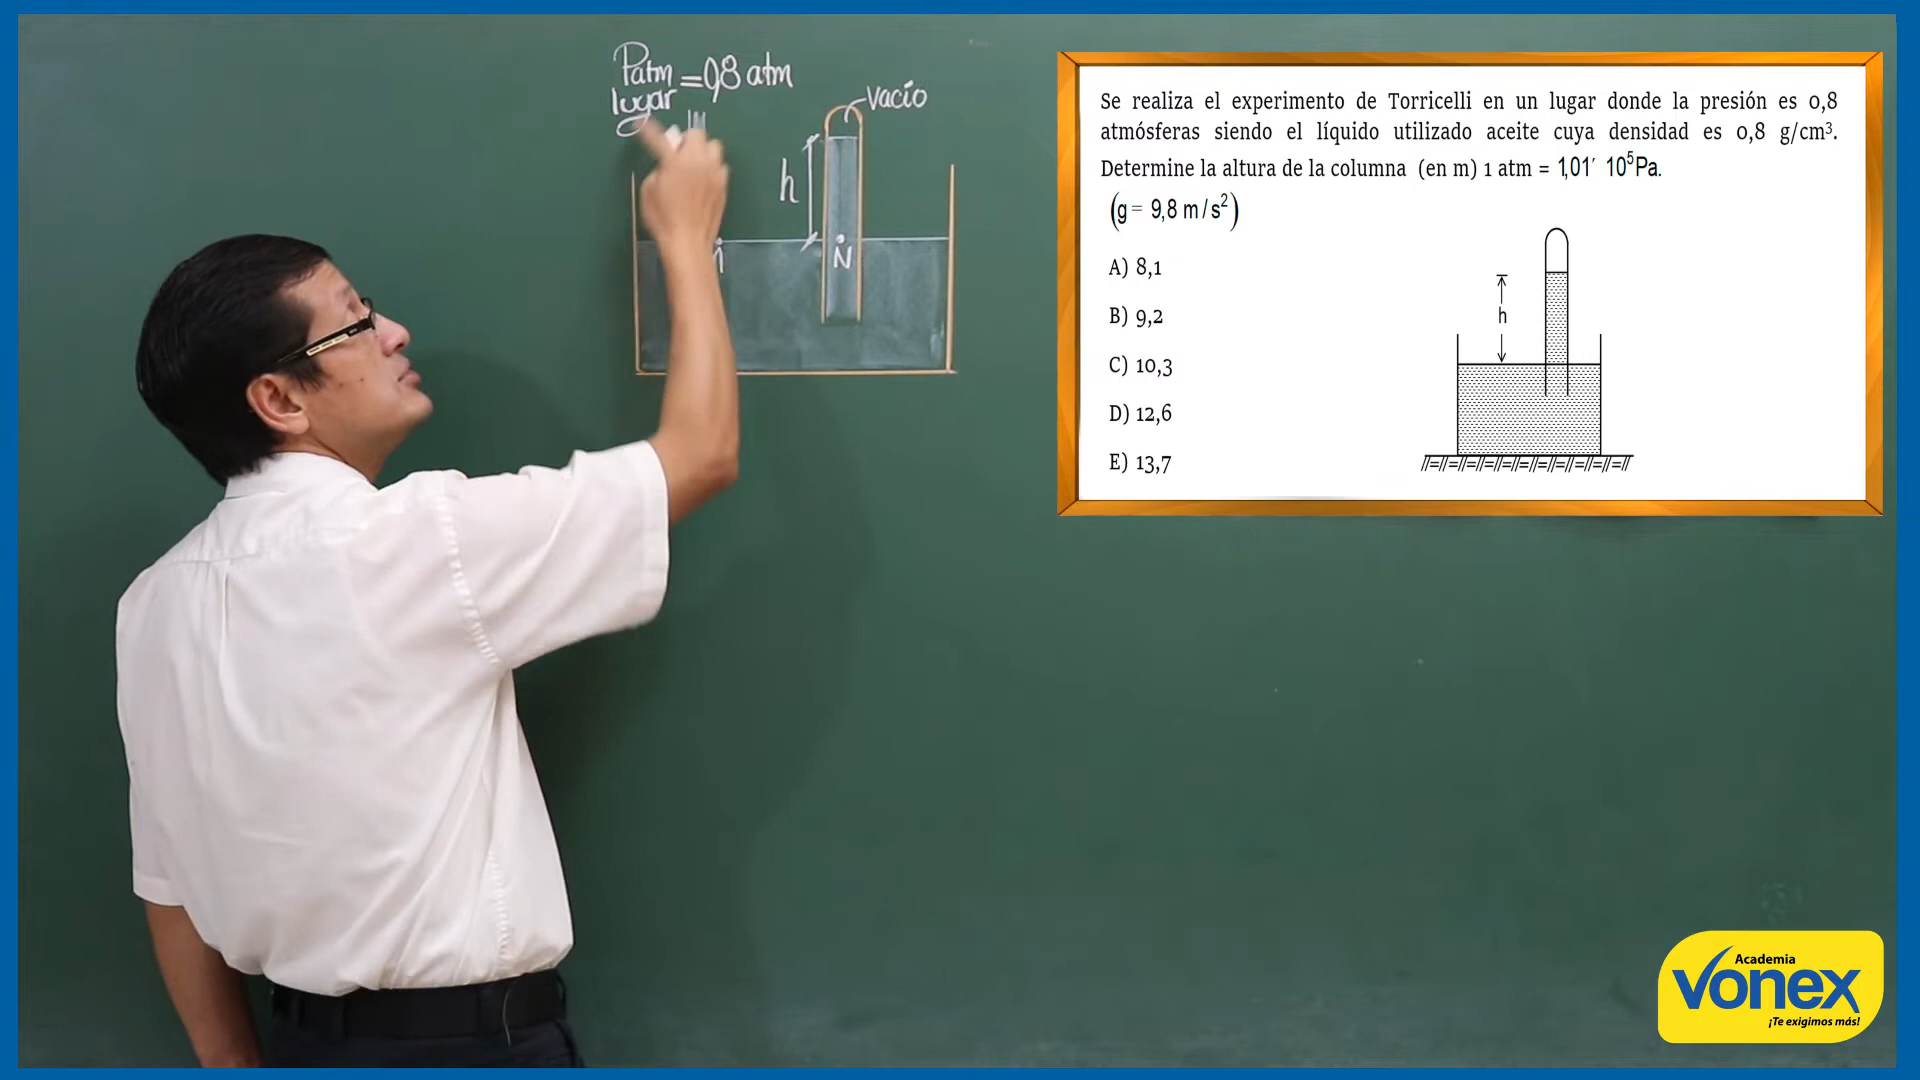 Patm = 0,8 atm
lugar
Vacío
h
N
Se realiza el experimento de Torricelli en un lugar donde la presión es 0,8
atmósferas siendo el líquido utilizado aceite cuya densidad es 0,8 g/cm³.
Determine la altura de la columna (en m) 1 atm = 1,01´ 10⁵Pa.
(g = 9,8 m/s²)
A) 8,1
B) 9,2
C) 10,3
D) 12,6
E) 13,7
h
Academia
vonex
¡Te exigimos más!